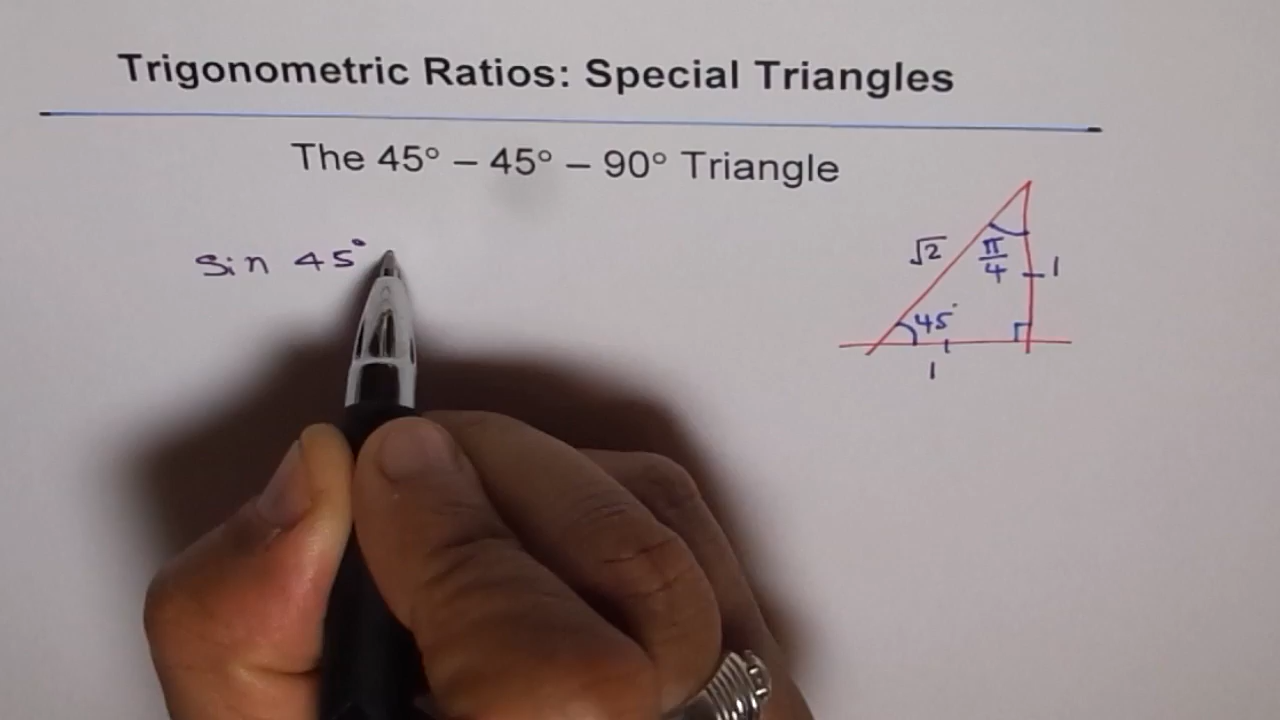 Trigonometric Ratios: Special Triangles
The 45° – 45° – 90° Triangle
sin 45°
√2
π/4
1
45°
1